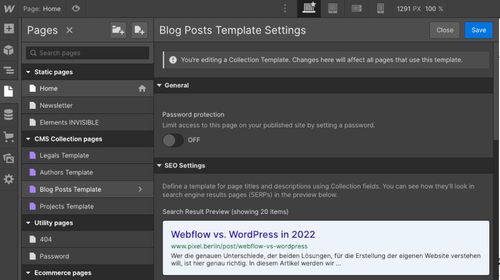 Page: Home
1291 PX 100 %
Pages
Search pages
Static pages
Home
Newsletter
Elements INVISIBLE
CMS Collection pages
Legals Template
Authors Template
Blog Posts Template
Projects Template
Utility pages
404
Password
Ecommerce pages
Blog Posts Template Settings
Close
Save
You're editing a Collection Template. Changes here will affect all pages that use this template.
General
Password protection
Limit access to this page on your published site by setting a password.
OFF
SEO Settings
Define a template for page titles and descriptions using Collection fields. You can see how they'll look in
search engine results pages (SERPs) in the preview below.
Search Result Preview (showing 20 items)
Webflow vs. WordPress in 2022
www.pixel.berlin/post/webflow-vs-wordpress
Wer die genauen Unterschiede, der beiden Lösungen, für die Erstellung der eigenen Website verstehen
will, ist hier genau richtig. In diesem Artikel werden wir ...